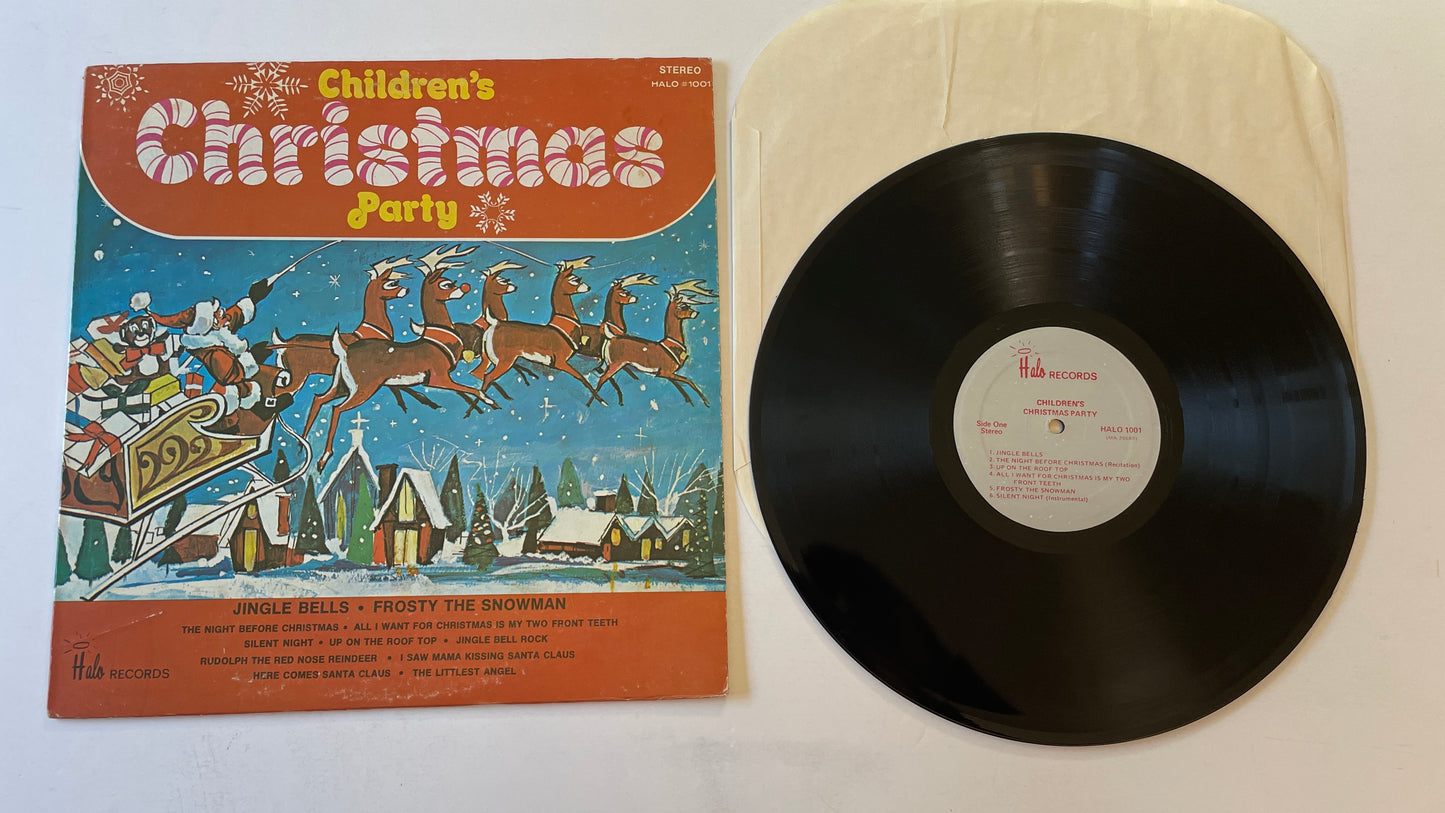 Children's
Christmas
Party
STEREO
HALO #1001
JINGLE BELLS • FROSTY THE SNOWMAN
THE NIGHT BEFORE CHRISTMAS • ALL I WANT FOR CHRISTMAS IS MY TWO FRONT TEETH
SILENT NIGHT • UP ON THE ROOF TOP • JINGLE BELL ROCK
RUDOLPH THE RED NOSE REINDEER • I SAW MAMA KISSING SANTA CLAUS
HERE COMES SANTA CLAUS • THE LITTLEST ANGEL
Halo RECORDS
Halo RECORDS
CHILDREN'S
CHRISTMAS PARTY
Side One
Stereo
HALO 1001
1. JINGLE BELLS
2. THE NIGHT BEFORE CHRISTMAS (Recitation)
3. UP ON THE ROOF TOP
4. ALL I WANT FOR CHRISTMAS IS MY TWO
FRONT TEETH
5. FROSTY THE SNOWMAN
6. SILENT NIGHT (Instrumental)